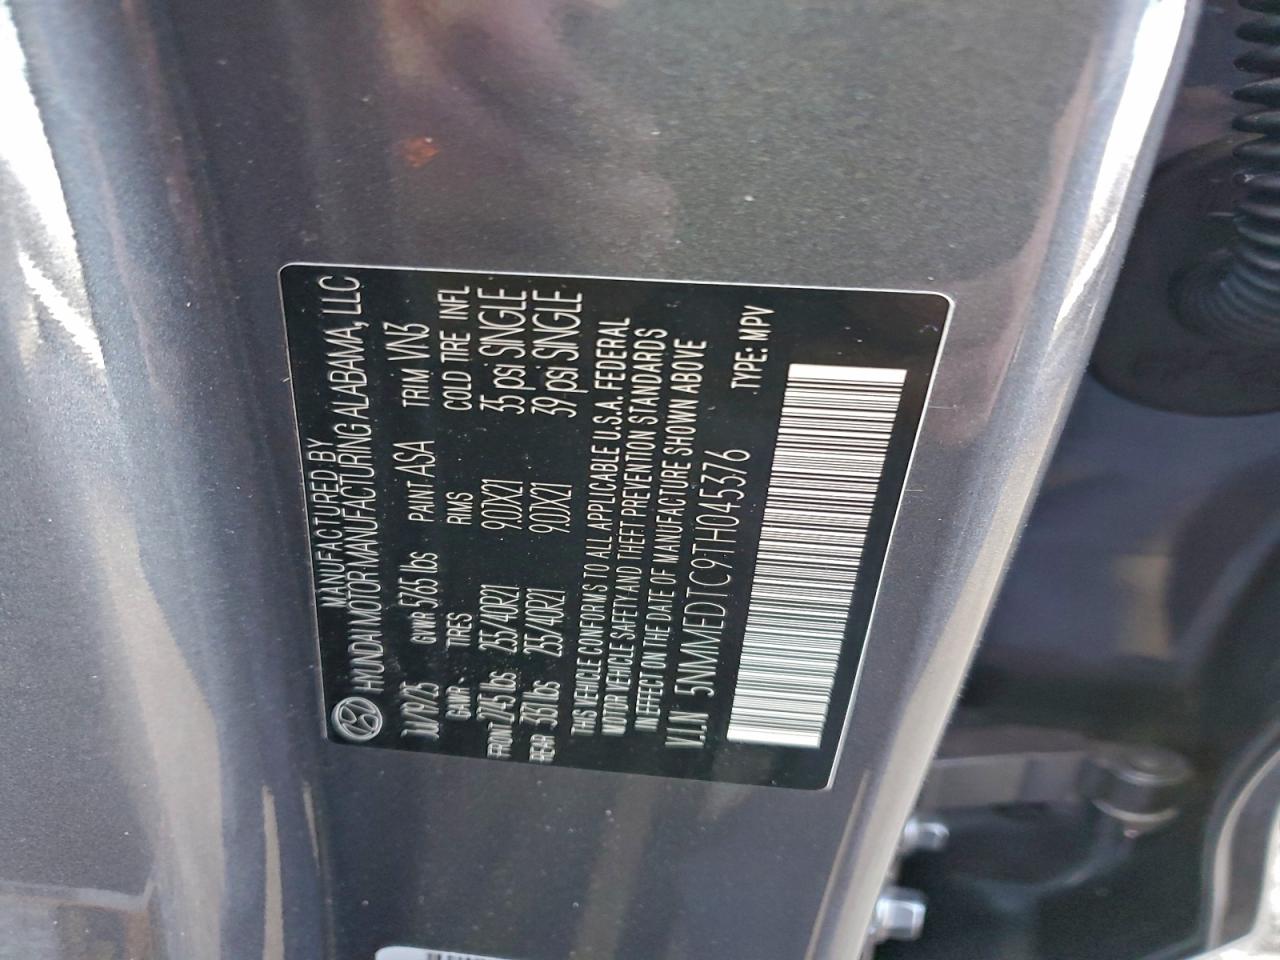 MANUFACTURED BY
HYUNDAI MOTOR MANUFACTURING ALABAMA, LLC
JUL/19/25 GVWR 5765 lbs PAINT ASA TRIM VN3
GAWR TIRES RIMS COLD TIRE INFL
FRONT 2745 lbs 255/40R21 9.0JX21 35 psi SINGLE
REAR 3361 lbs 255/40R21 9.0JX21 39 psi SINGLE
THIS VEHICLE CONFORMS TO ALL APPLICABLE U.S.A. FEDERAL
MOTOR VEHICLE SAFETY AND THEFT PREVENTION STANDARDS
IN EFFECT ON THE DATE OF MANUFACTURE SHOWN ABOVE
V.I.N 5NMMEDTC9TH045376 TYPE: MPV